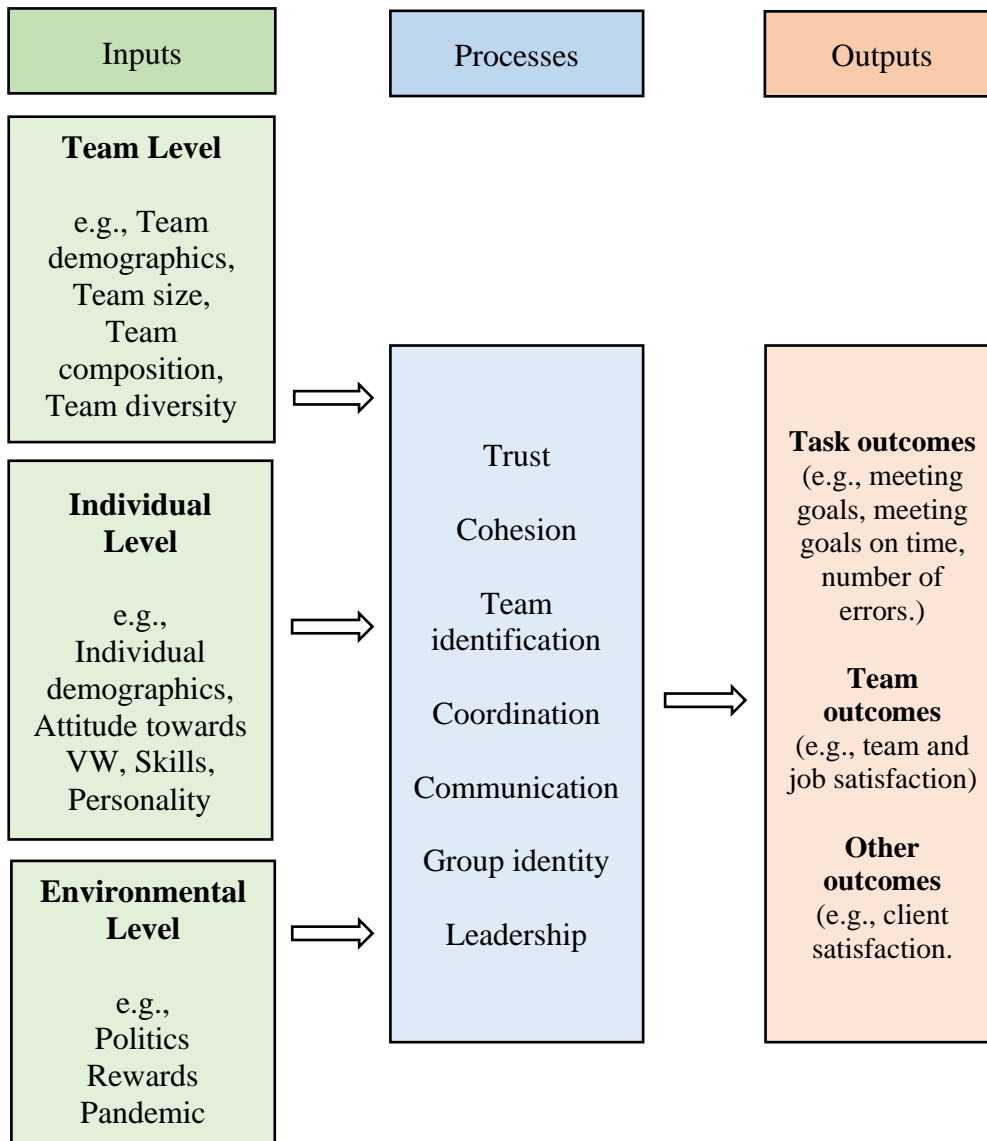 Inputs
Processes
Outputs
Team Level
e.g., Team
demographics,
Team size,
Team
composition,
Team diversity
Individual
Level
e.g.,
Individual
demographics,
Attitude towards
VW, Skills,
Personality
Environmental
Level
e.g.,
Politics
Rewards
Pandemic
Trust
Cohesion
Team
identification
Coordination
Communication
Group identity
Leadership
Task outcomes
(e.g., meeting
goals, meeting
goals on time,
number of
errors.)
Team
outcomes
(e.g., team and
job satisfaction)
Other
outcomes
(e.g., client
satisfaction.